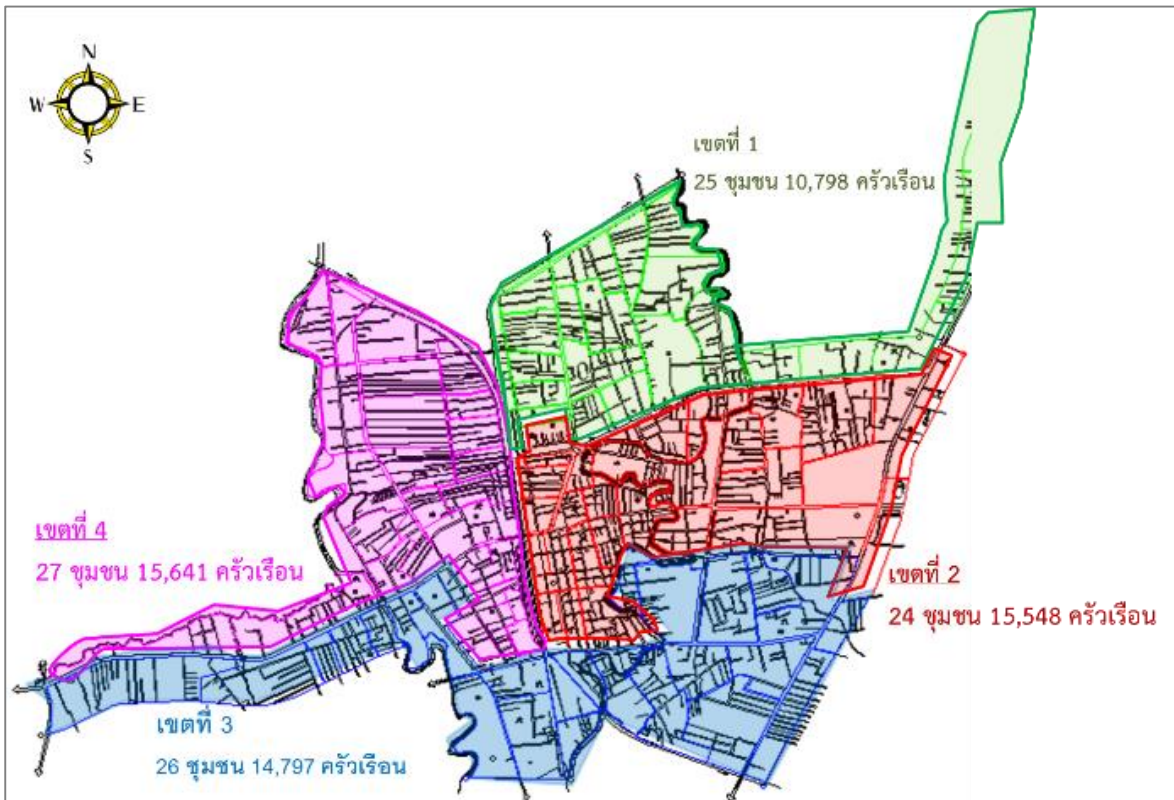 N
W E
S
เขตที่ 1
25 ชุมชน 10,798 ครัวเรือน
เขตที่ 4
27 ชุมชน 15,641 ครัวเรือน
เขตที่ 2
24 ชุมชน 15,548 ครัวเรือน
เขตที่ 3
26 ชุมชน 14,797 ครัวเรือน